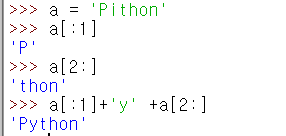 >>> a = 'Pithon'
>>> a[:1]
'P'
>>> a[2:]
'thon'
>>> a[:1]+'y' +a[2:]
'Python'